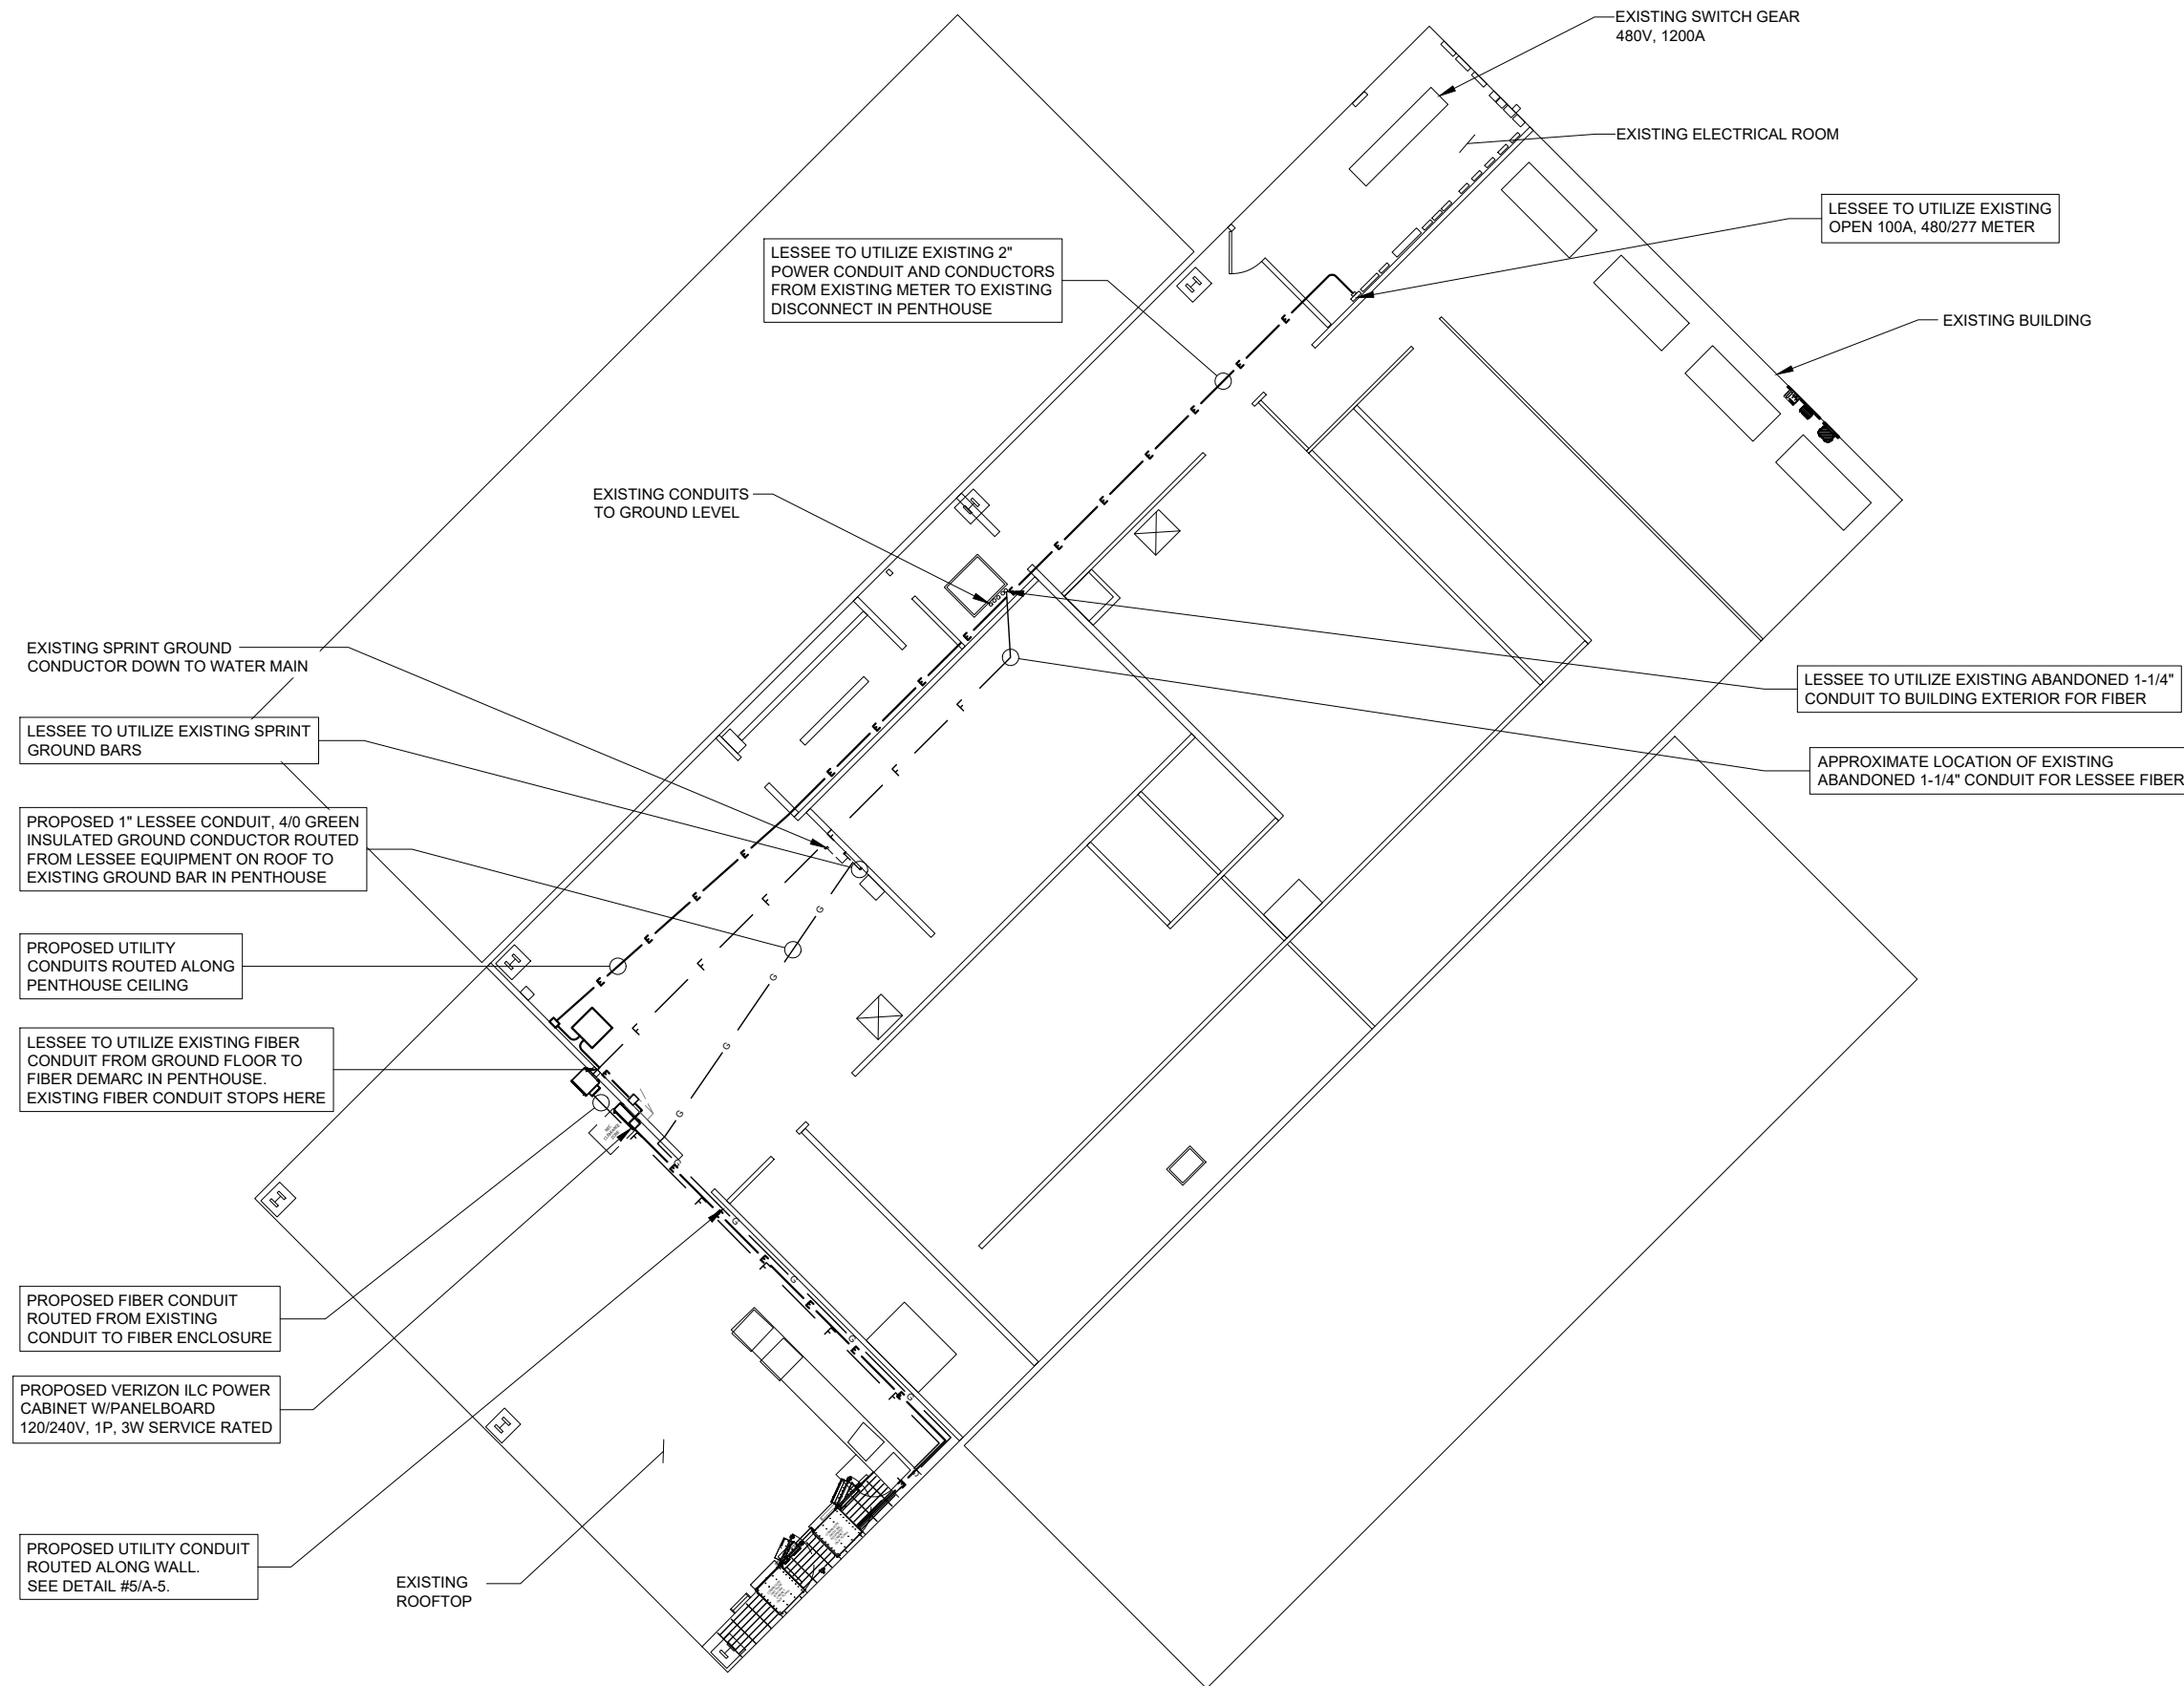 EXISTING SWITCH GEAR
480V, 1200A
EXISTING ELECTRICAL ROOM
LESSEE TO UTILIZE EXISTING
OPEN 100A, 480/277 METER
LESSEE TO UTILIZE EXISTING 2"
POWER CONDUIT AND CONDUCTORS
FROM EXISTING METER TO EXISTING
DISCONNECT IN PENTHOUSE
EXISTING BUILDING
EXISTING CONDUITS
TO GROUND LEVEL
EXISTING SPRINT GROUND
CONDUCTOR DOWN TO WATER MAIN
LESSEE TO UTILIZE EXISTING ABANDONED 1-1/4"
CONDUIT TO BUILDING EXTERIOR FOR FIBER
LESSEE TO UTILIZE EXISTING SPRINT
GROUND BARS
APPROXIMATE LOCATION OF EXISTING
ABANDONED 1-1/4" CONDUIT FOR LESSEE FIBER
PROPOSED 1" LESSEE CONDUIT, 4/0 GREEN
INSULATED GROUND CONDUCTOR ROUTED
FROM LESSEE EQUIPMENT ON ROOF TO
EXISTING GROUND BAR IN PENTHOUSE
PROPOSED UTILITY
CONDUITS ROUTED ALONG
PENTHOUSE CEILING
LESSEE TO UTILIZE EXISTING FIBER
CONDUIT FROM GROUND FLOOR TO
FIBER DEMARC IN PENTHOUSE.
EXISTING FIBER CONDUIT STOPS HERE
PROPOSED FIBER CONDUIT
ROUTED FROM EXISTING
CONDUIT TO FIBER ENCLOSURE
PROPOSED VERIZON ILC POWER
CABINET W/PANELBOARD
120/240V, 1P, 3W SERVICE RATED
PROPOSED UTILITY CONDUIT
ROUTED ALONG WALL.
SEE DETAIL #5/A-5.
EXISTING
ROOFTOP